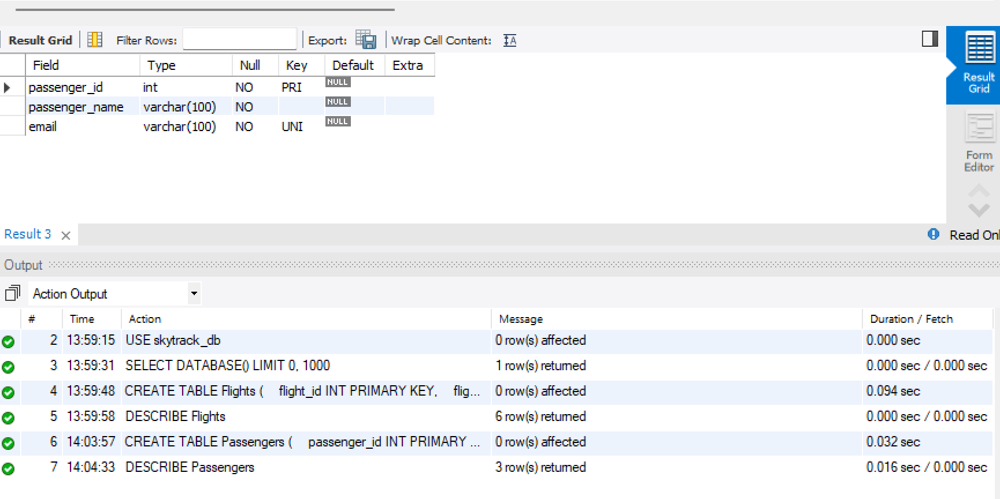 Result Grid Filter Rows: Export: Wrap Cell Content:
Field Type Null Key Default Extra
passenger_id int NO PRI NULL
passenger_name varchar(100) NO NULL
email varchar(100) NO UNI NULL
Result
Grid
Form
Editor
Result 3 Read Onl
Output
Action Output
# Time Action Message Duration / Fetch
2 13:59:15 USE skytrack_db 0 row(s) affected 0.000 sec
3 13:59:31 SELECT DATABASE() LIMIT 0, 1000 1 row(s) returned 0.000 sec / 0.000 sec
4 13:59:48 CREATE TABLE Flights ( flight_id INT PRIMARY KEY, flig... 0 row(s) affected 0.094 sec
5 13:59:58 DESCRIBE Flights 6 row(s) returned 0.000 sec / 0.000 sec
6 14:03:57 CREATE TABLE Passengers ( passenger_id INT PRIMARY ... 0 row(s) affected 0.032 sec
7 14:04:33 DESCRIBE Passengers 3 row(s) returned 0.016 sec / 0.000 sec